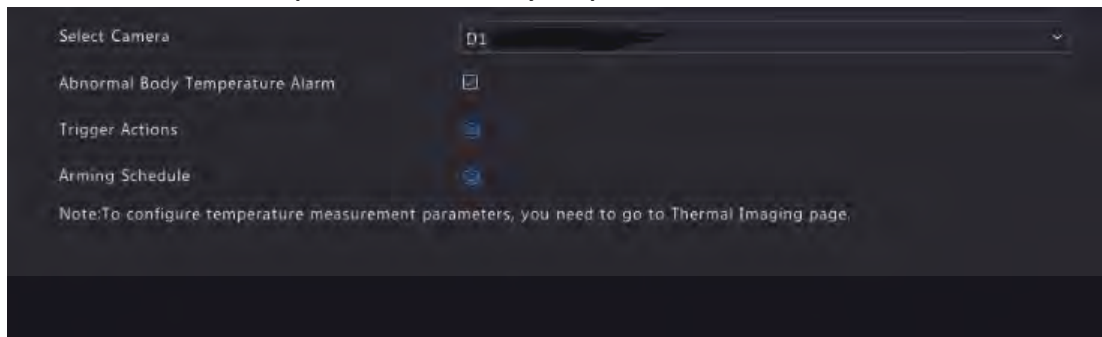 Select Camera D1
Abnormal Body Temperature Alarm
Trigger Actions
Arming Schedule
Note:To configure temperature measurement parameters, you need to go to Thermal Imaging page.